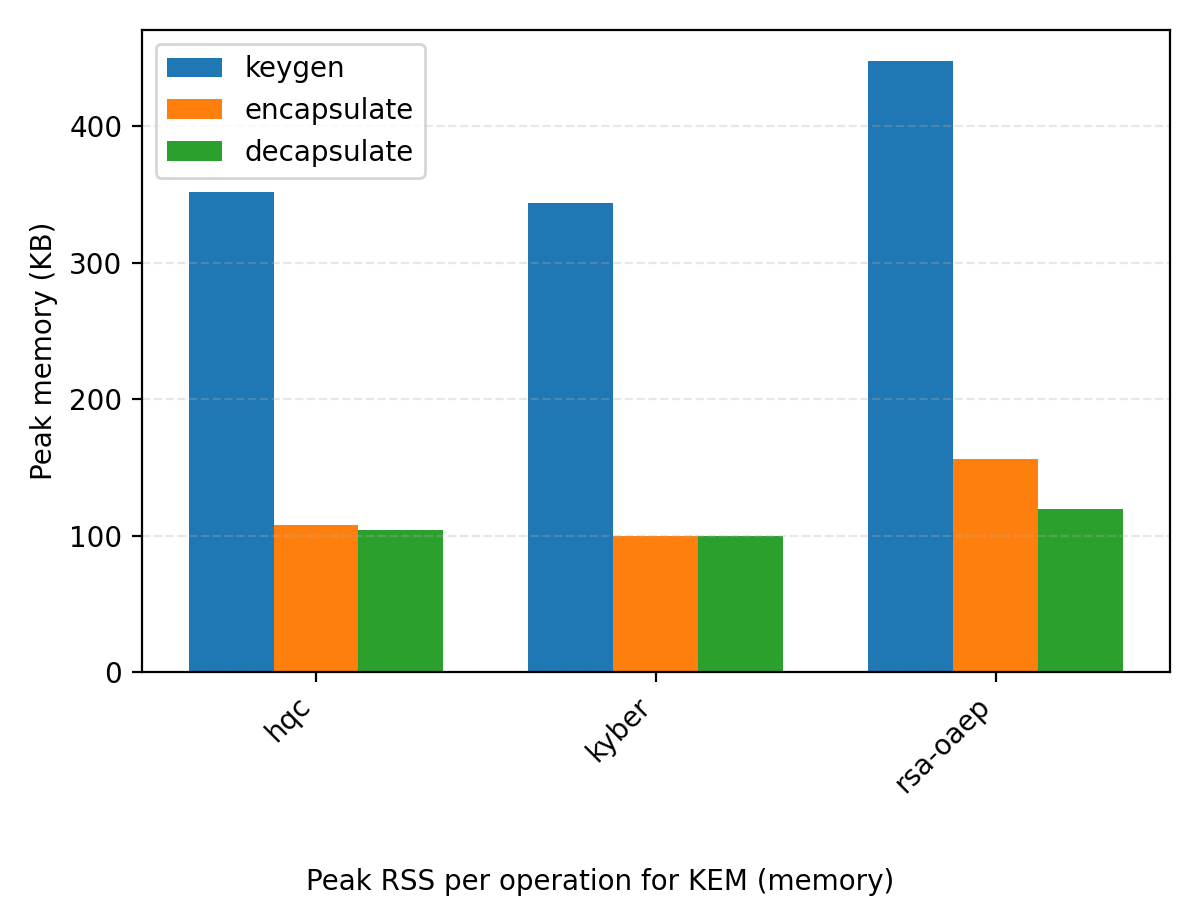 keygen
encapsulate
decapsulate
400
300
200
100
0
Peak memory (KB)
hqc
kyber
rsa-oaep
Peak RSS per operation for KEM (memory)